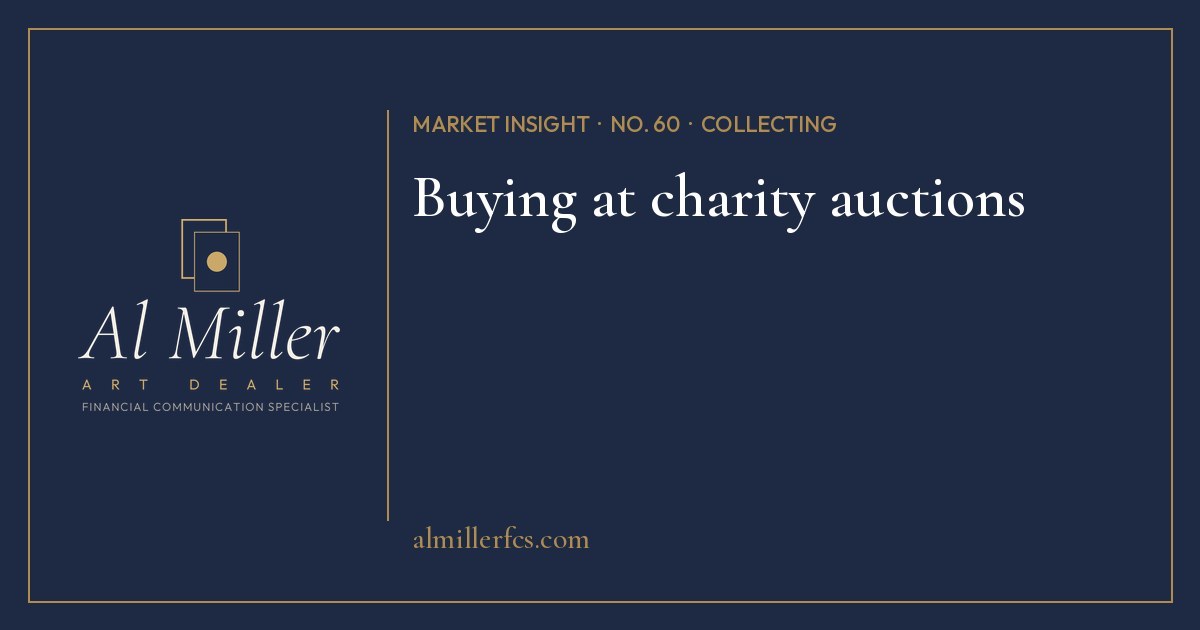 MARKET INSIGHT · NO. 60 · COLLECTING
Buying at charity auctions
Al Miller
ART DEALER
FINANCIAL COMMUNICATION SPECIALIST
almillerfcs.com